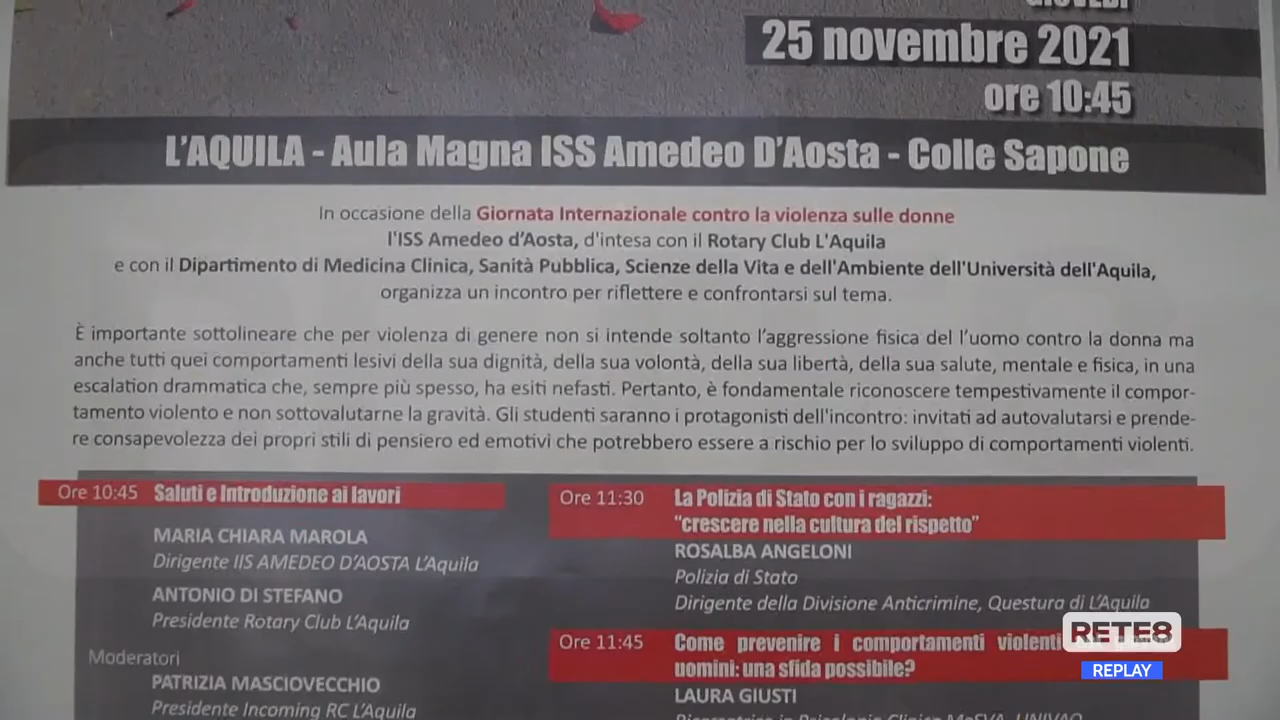 GIOVEDÌ
25 novembre 2021
ore 10:45
L'AQUILA - Aula Magna ISS Amedeo D'Aosta - Colle Sapone
In occasione della Giornata Internazionale contro la violenza sulle donne
l'ISS Amedeo d'Aosta, d'intesa con il Rotary Club L'Aquila
e con il Dipartimento di Medicina Clinica, Sanità Pubblica, Scienze della Vita e dell'Ambiente dell'Università dell'Aquila,
organizza un incontro per riflettere e confrontarsi sul tema.
È importante sottolineare che per violenza di genere non si intende soltanto l'aggressione fisica del l'uomo contro la donna ma
anche tutti quei comportamenti lesivi della sua dignità, della sua volontà, della sua libertà, della sua salute, mentale e fisica, in una
escalation drammatica che, sempre più spesso, ha esiti nefasti. Pertanto, è fondamentale riconoscere tempestivamente il compor-
tamento violento e non sottovalutarne la gravità. Gli studenti saranno i protagonisti dell'incontro: invitati ad autovalutarsi e prende-
re consapevolezza dei propri stili di pensiero ed emotivi che potrebbero essere a rischio per lo sviluppo di comportamenti violenti.
Ore 10:45 Saluti e Introduzione ai lavori
MARIA CHIARA MAROLA
Dirigente IIS AMEDEO D'AOSTA L'Aquila
ANTONIO DI STEFANO
Presidente Rotary Club L'Aquila
Moderatori
PATRIZIA MASCIOVECCHIO
Presidente Incoming RC L'Aquila
Ore 11:30 La Polizia di Stato con i ragazzi:
"crescere nella cultura del rispetto"
ROSALBA ANGELONI
Polizia di Stato
Dirigente della Divisione Anticrimine, Questura di L'Aquila
Ore 11:45 Come prevenire i comportamenti violenti
uomini: una sfida possibile?
LAURA GIUSTI
Ricercatrice in Psicologia Clinica MeSVA, UNIVAQ
RETE8
REPLAY